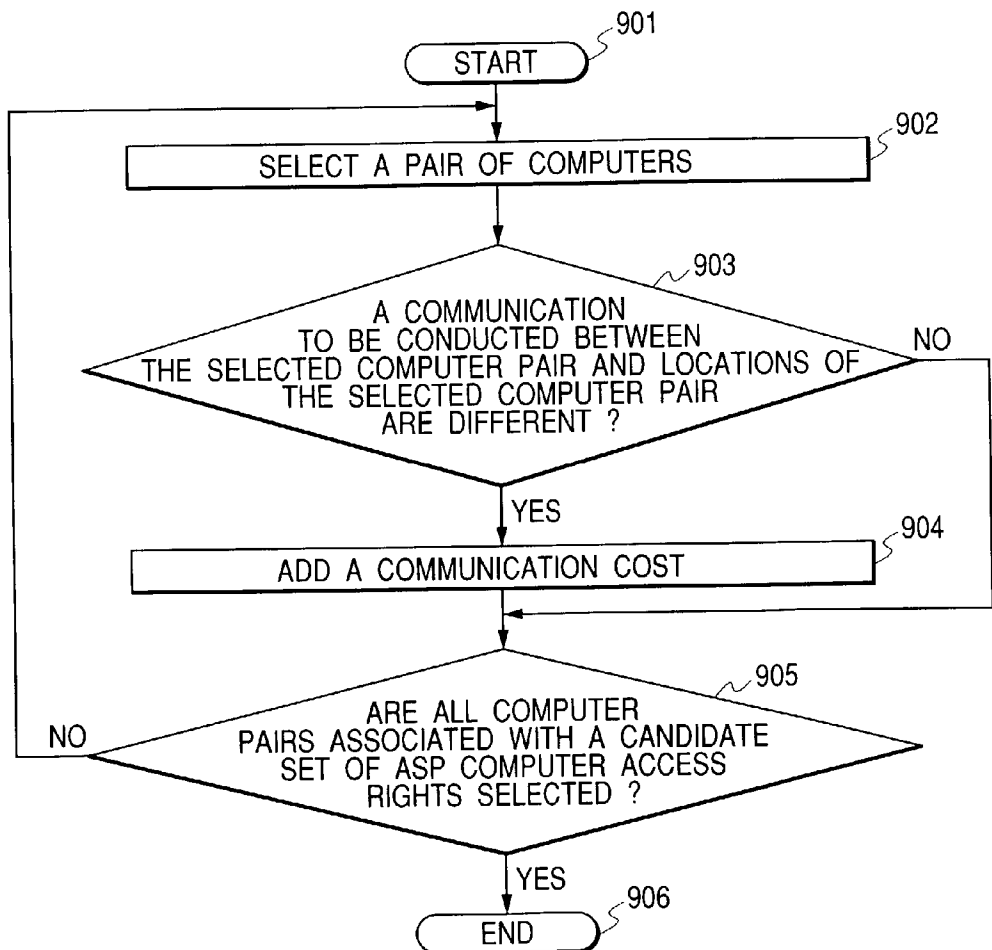 901
START
902
SELECT A PAIR OF COMPUTERS
903
A COMMUNICATION
TO BE CONDUCTED BETWEEN
THE SELECTED COMPUTER PAIR AND LOCATIONS OF
THE SELECTED COMPUTER PAIR
ARE DIFFERENT ?
NO
YES
904
ADD A COMMUNICATION COST
905
ARE ALL COMPUTER
PAIRS ASSOCIATED WITH A CANDIDATE
SET OF ASP COMPUTER ACCESS
RIGHTS SELECTED ?
NO
YES
906
END